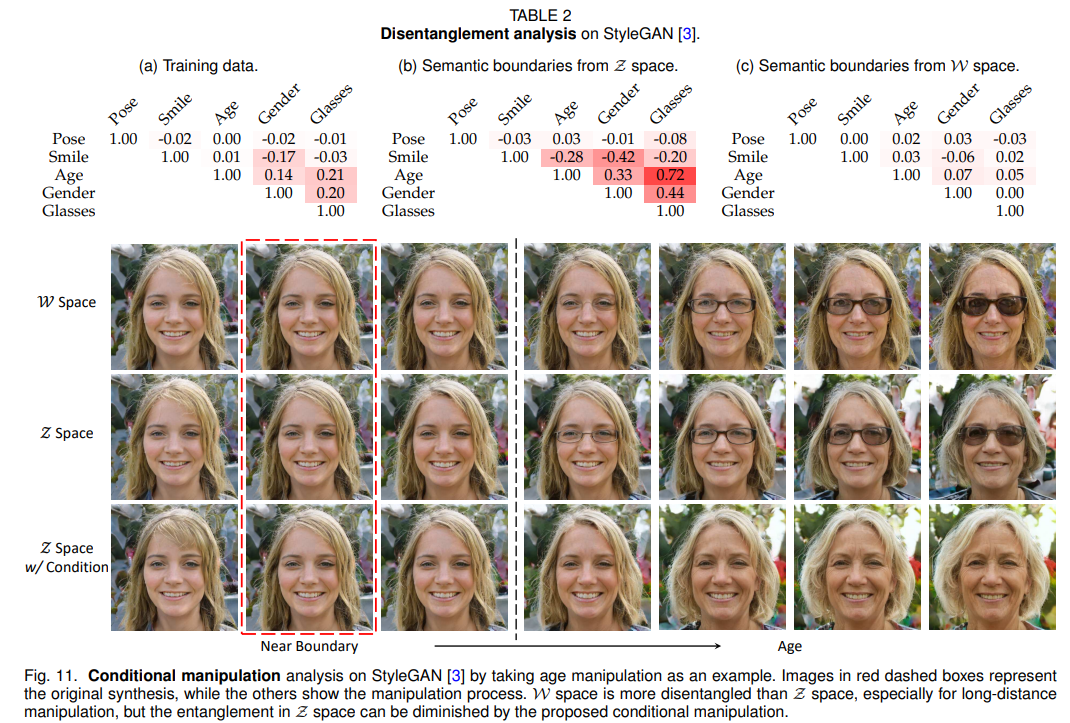 TABLE 2
Disentanglement analysis on StyleGAN [3].
(a) Training data.
Pose Smile Age Gender Glasses
Pose 1.00 -0.02 0.00 -0.02 -0.01
Smile 1.00 0.01 -0.17 -0.03
Age 1.00 0.14 0.21
Gender 1.00 0.20
Glasses 1.00
(b) Semantic boundaries from 𝒵 space.
Pose Smile Age Gender Glasses
Pose 1.00 -0.03 0.03 -0.01 -0.08
Smile 1.00 -0.28 -0.42 -0.20
Age 1.00 0.33 0.72
Gender 1.00 0.44
Glasses 1.00
(c) Semantic boundaries from 𝒲 space.
Pose Smile Age Gender Glasses
Pose 1.00 0.00 0.02 0.03 -0.03
Smile 1.00 0.03 -0.06 0.02
Age 1.00 0.07 0.05
Gender 1.00 0.00
Glasses 1.00
𝒲 Space
𝒵 Space
𝒵 Space
w/ Condition
Near Boundary Age
Fig. 11. Conditional manipulation analysis on StyleGAN [3] by taking age manipulation as an example. Images in red dashed boxes represent
the original synthesis, while the others show the manipulation process. 𝒲 space is more disentangled than 𝒵 space, especially for long-distance
manipulation, but the entanglement in 𝒵 space can be diminished by the proposed conditional manipulation.